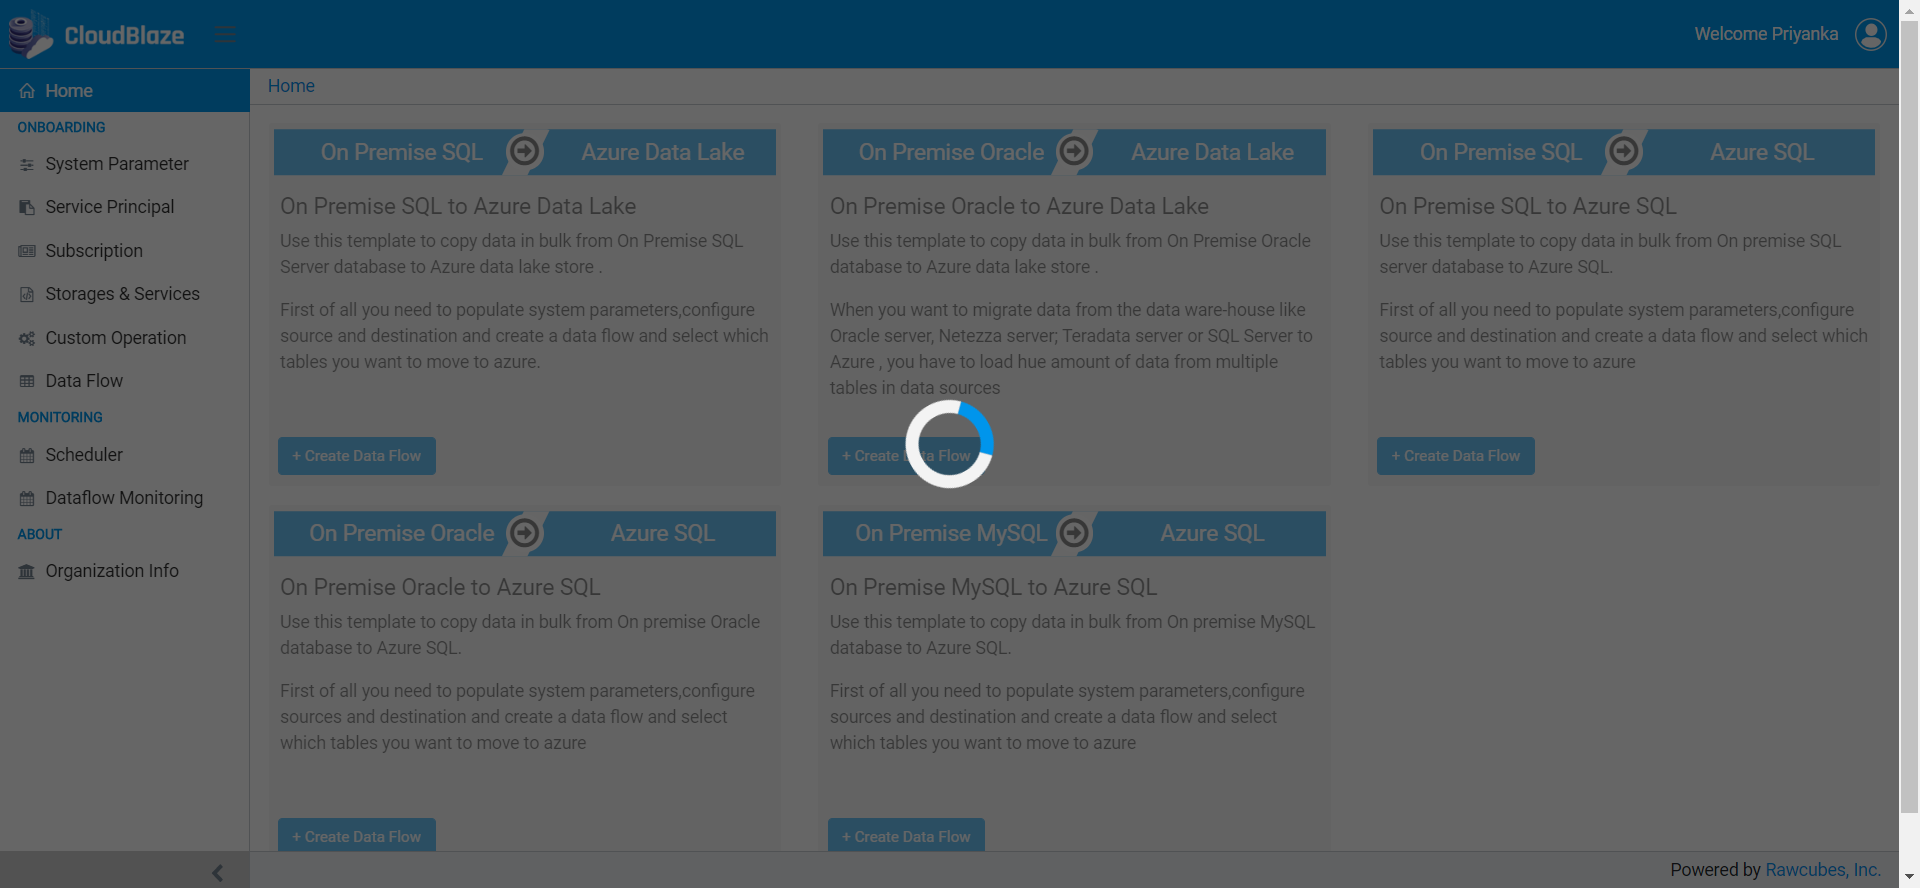 CloudBlaze
Welcome Priyanka
Home
ONBOARDING
System Parameter
Service Principal
Subscription
Storages & Services
Custom Operation
Data Flow
MONITORING
Scheduler
Dataflow Monitoring
ABOUT
Organization Info
Home
On Premise SQL Azure Data Lake
On Premise SQL to Azure Data Lake
Use this template to copy data in bulk from On Premise SQL
Server database to Azure data lake store .
First of all you need to populate system parameters,configure
source and destination and create a data flow and select which
tables you want to move to azure.
+ Create Data Flow
On Premise Oracle Azure Data Lake
On Premise Oracle to Azure Data Lake
Use this template to copy data in bulk from On Premise Oracle
database to Azure data lake store .
When you want to migrate data from the data ware-house like
Oracle server, Netezza server; Teradata server or SQL Server to
Azure , you have to load hue amount of data from multiple
tables in data sources
+ Create Data Flow
On Premise SQL Azure SQL
On Premise SQL to Azure SQL
Use this template to copy data in bulk from On premise SQL
server database to Azure SQL.
First of all you need to populate system parameters,configure
source and destination and create a data flow and select which
tables you want to move to azure
+ Create Data Flow
On Premise Oracle Azure SQL
On Premise Oracle to Azure SQL
Use this template to copy data in bulk from On premise Oracle
database to Azure SQL.
First of all you need to populate system parameters,configure
sources and destination and create a data flow and select
which tables you want to move to azure
+ Create Data Flow
On Premise MySQL Azure SQL
On Premise MySQL to Azure SQL
Use this template to copy data in bulk from On premise MySQL
database to Azure SQL.
First of all you need to populate system parameters,configure
sources and destination and create a data flow and select
which tables you want to move to azure
+ Create Data Flow
Powered by Rawcubes, Inc.